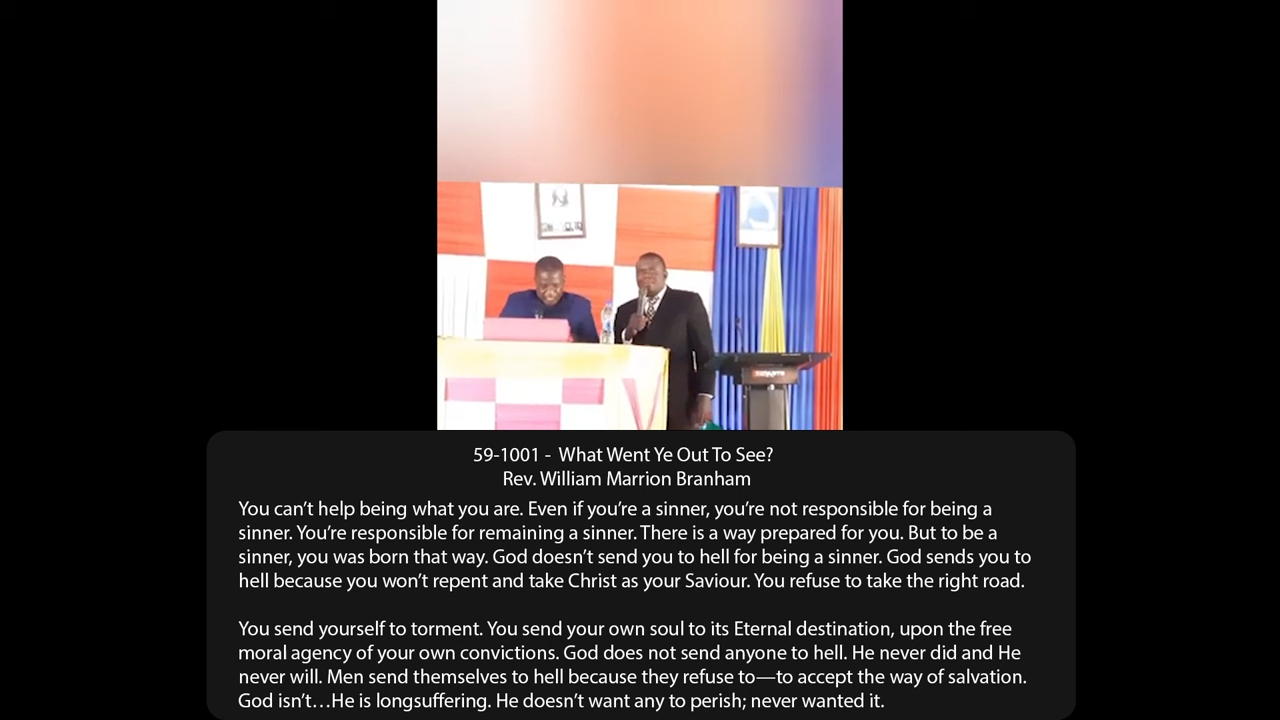 59-1001 - What Went Ye Out To See?
Rev. William Marrion Branham
You can’t help being what you are. Even if you’re a sinner, you’re not responsible for being a
sinner. You’re responsible for remaining a sinner. There is a way prepared for you. But to be a
sinner, you was born that way. God doesn’t send you to hell for being a sinner. God sends you to
hell because you won’t repent and take Christ as your Saviour. You refuse to take the right road.
You send yourself to torment. You send your own soul to its Eternal destination, upon the free
moral agency of your own convictions. God does not send anyone to hell. He never did and He
never will. Men send themselves to hell because they refuse to—to accept the way of salvation.
God isn’t…He is longsuffering. He doesn’t want any to perish; never wanted it.